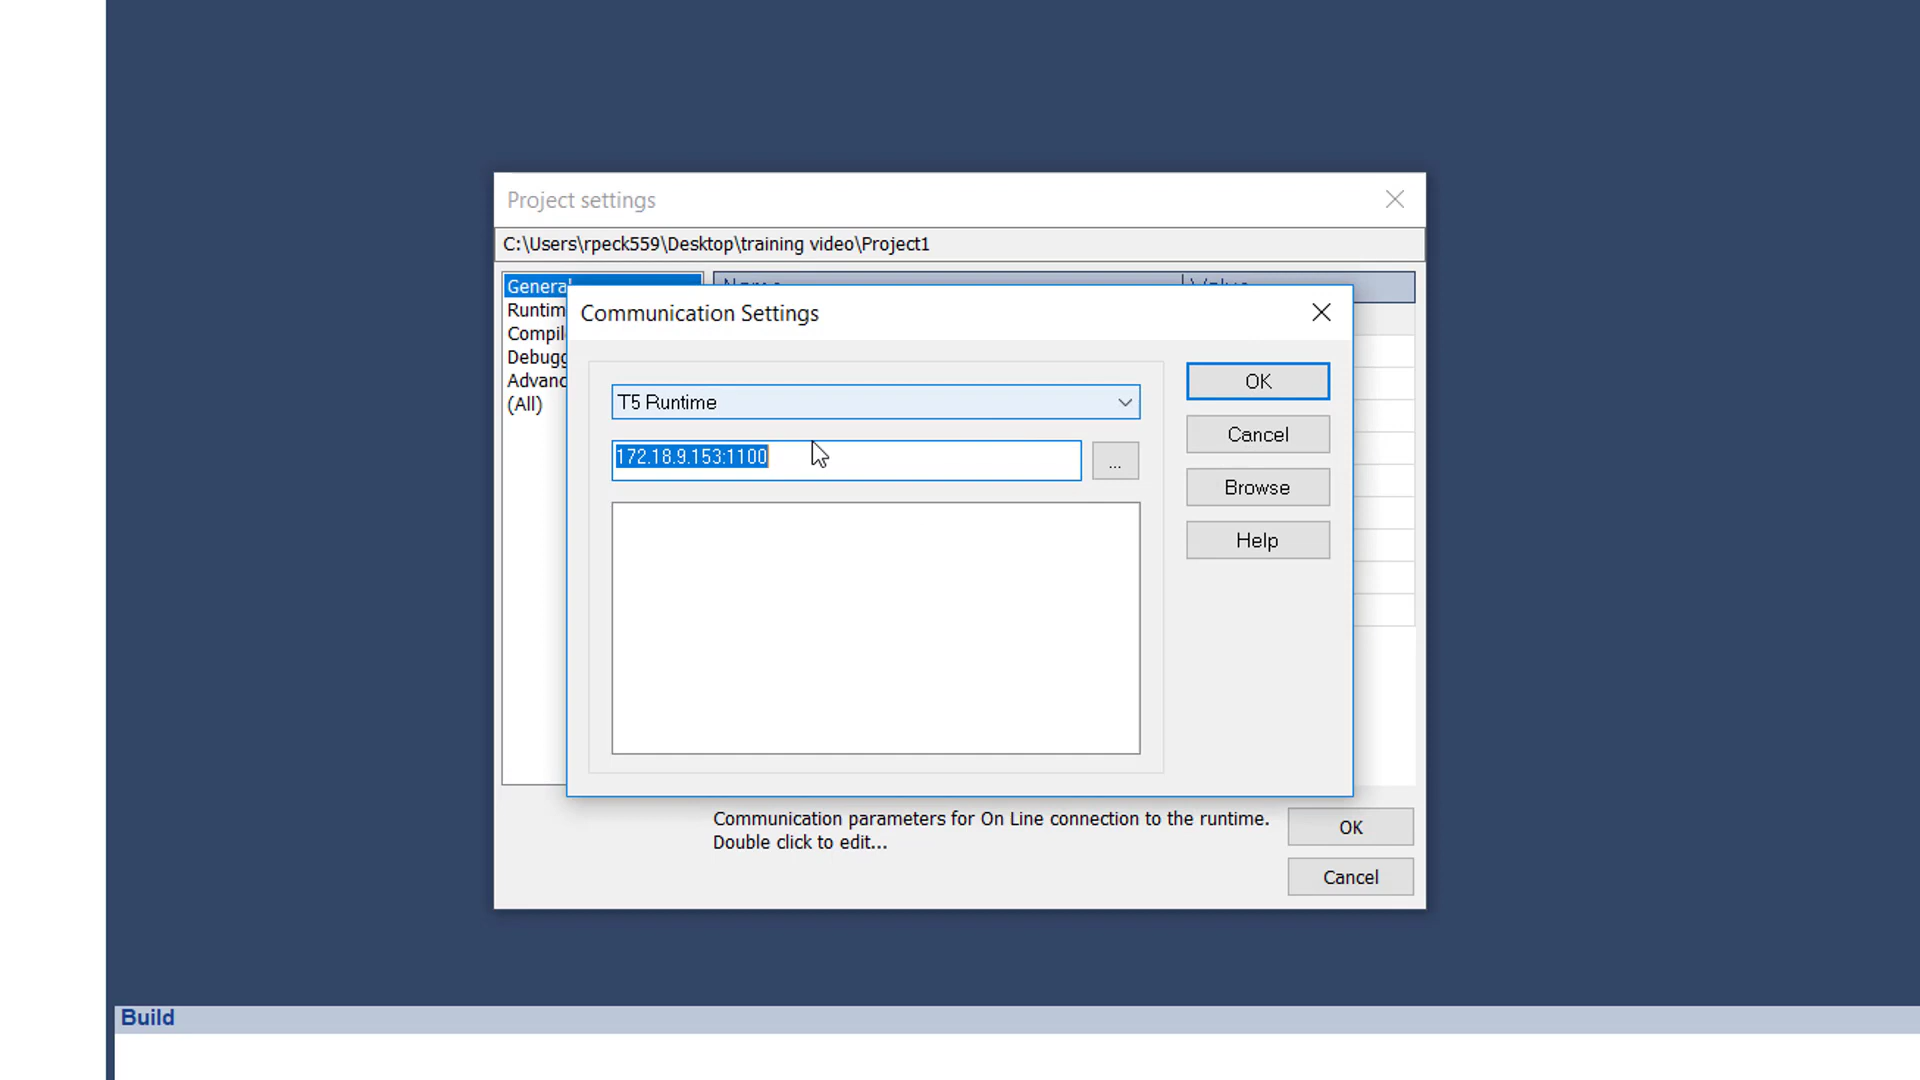 Project settings
C:\Users\rpeck559\Desktop\training video\Project1
General
Runtim
Compil
Debugg
Advanc
(All)
Communication Settings
T5 Runtime
172.18.9.153:1100
...
OK
Cancel
Browse
Help
Communication parameters for On Line connection to the runtime.
Double click to edit...
OK
Cancel
Build